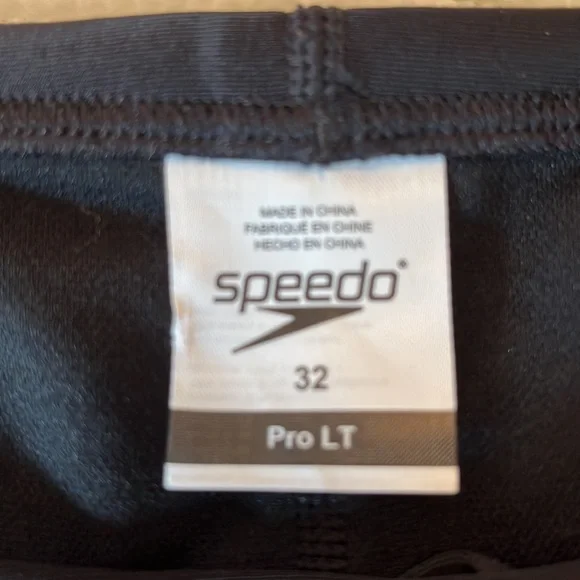 MADE IN CHINA
FABRIQUÉ EN CHINE
HECHO EN CHINA
speedo
32
Pro LT